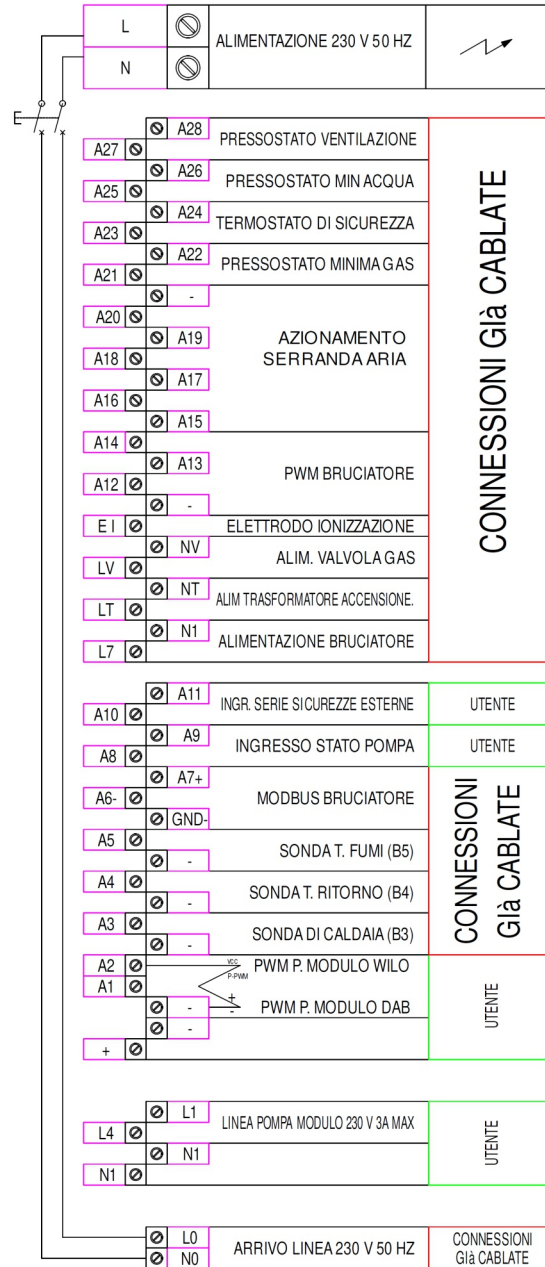 L
ALIMENTAZIONE 230 V 50 HZ
N
E
A28
PRESSOSTATO VENTILAZIONE
A27
A26
PRESSOSTATO MIN ACQUA
A25
A24
TERMOSTATO DI SICUREZZA
A23
A22
PRESSOSTATO MINIMA GAS
A21
-
A20
A19
AZIONAMENTO
SERRANDA ARIA
A18
A17
A16
A15
A14
A13
PWM BRUCIATORE
A12
-
E I
ELETTRODO IONIZZAZIONE
NV
ALIM. VALVOLA GAS
LV
NT
ALIM TRASFORMATORE ACCENSIONE.
LT
N1
ALIMENTAZIONE BRUCIATORE
L7
CONNESSIONI Già CABLATE
A11
INGR. SERIE SICUREZZE ESTERNE
UTENTE
A10
A9
INGRESSO STATO POMPA
UTENTE
A8
A7+
A6-
MODBUS BRUCIATORE
GND-
A5
SONDA T. FUMI (B5)
-
A4
SONDA T. RITORNO (B4)
-
A3
SONDA DI CALDAIA (B3)
-
CONNESSIONI
Già CABLATE
A2
VCC
PWM P. MODULO WILO
A1
P-PWM
+
-
-
PWM P. MODULO DAB
-
+
UTENTE
L1
LINEA POMPA MODULO 230 V 3A MAX
L4
N1
N1
UTENTE
L0
ARRIVO LINEA 230 V 50 HZ
N0
CONNESSIONI
Già CABLATE